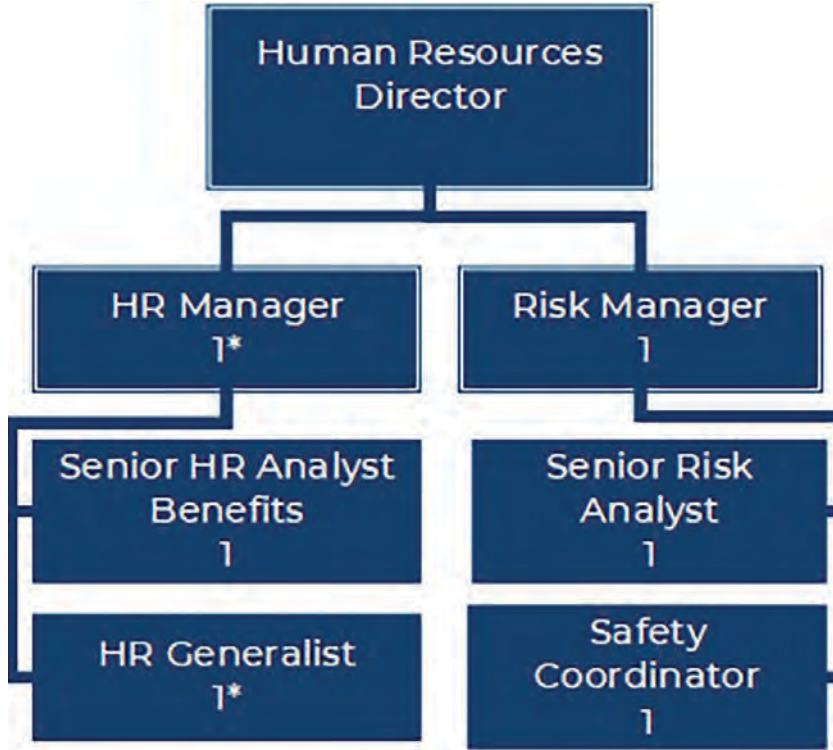 Human Resources
Director
HR Manager
1*
Risk Manager
1
Senior HR Analyst
Benefits
1
Senior Risk
Analyst
1
HR Generalist
1*
Safety
Coordinator
1